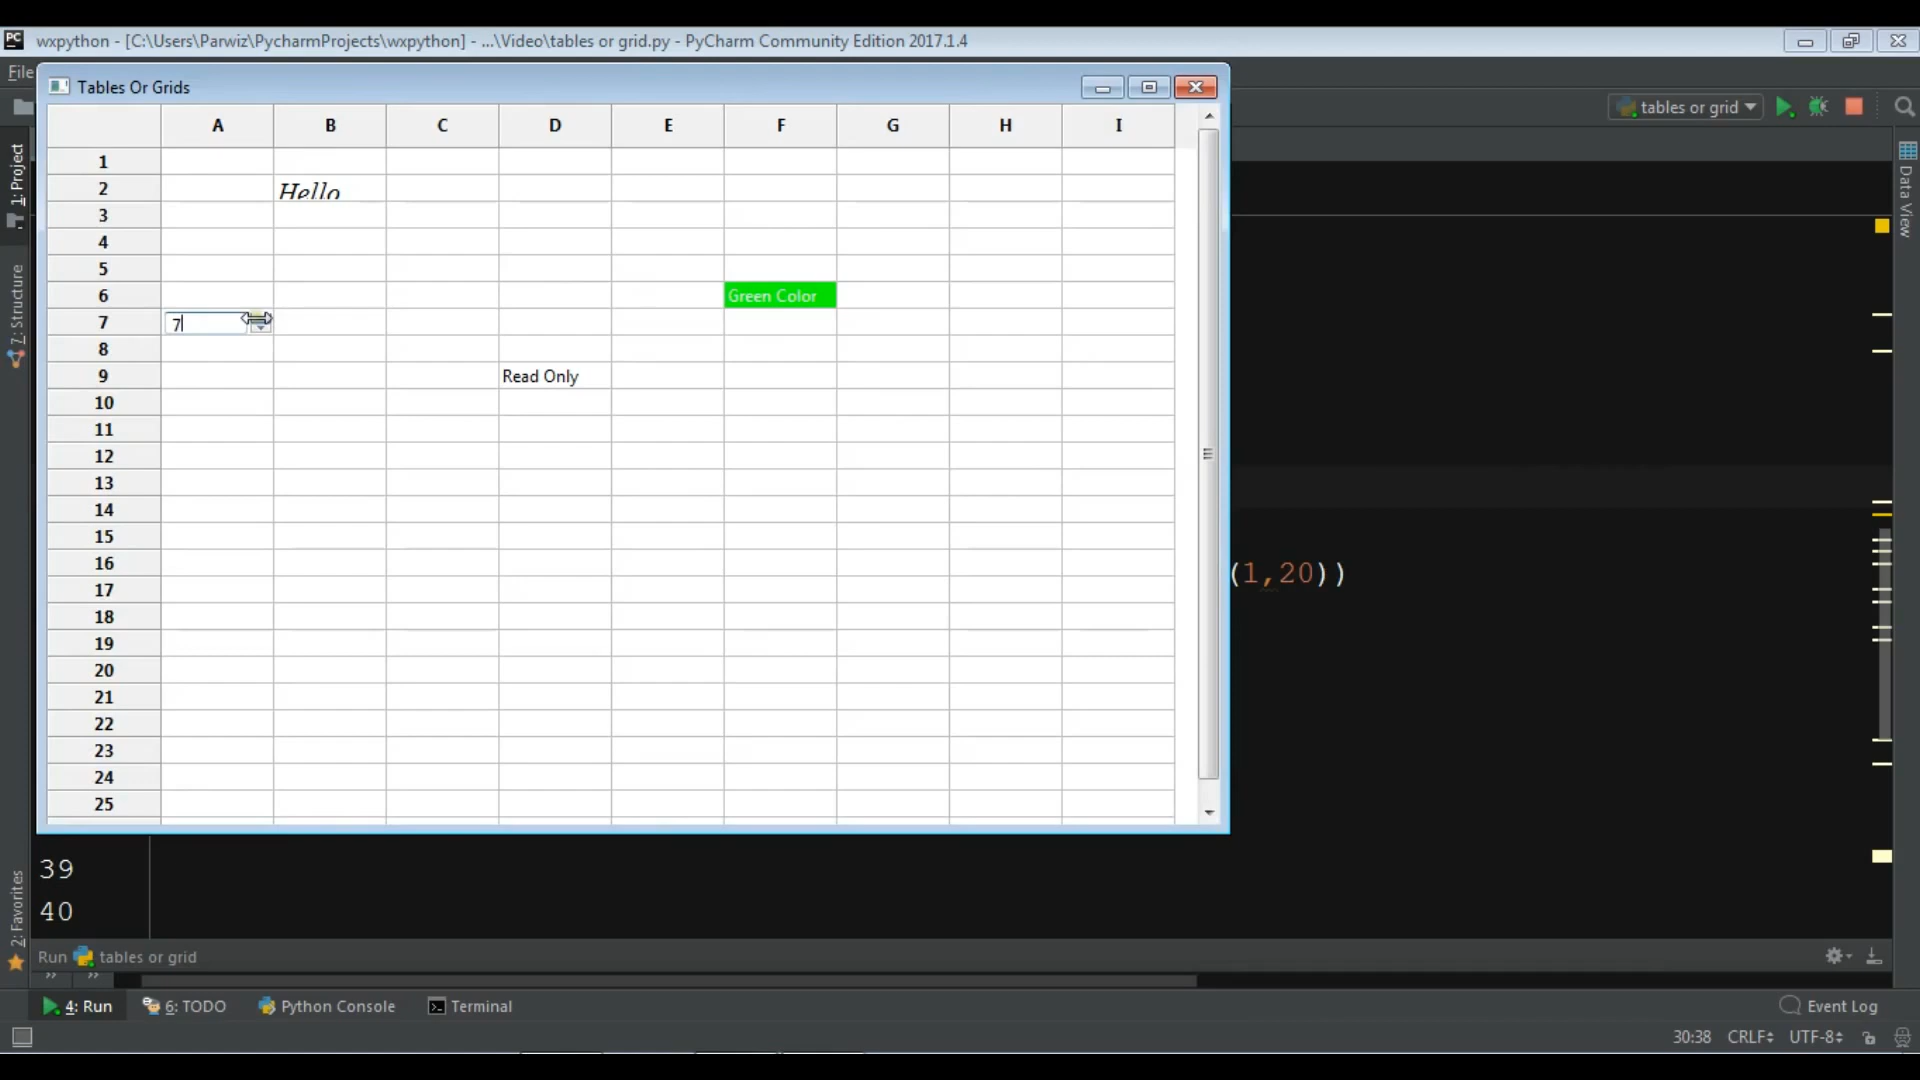 PC wxpython - [C:\Users\Parwiz\PycharmProjects\wxpython] - ...\Video\tables or grid.py - PyCharm Community Edition 2017.1.4
File
Tables Or Grids
tables or grid
A B C D E F G H I
1
2 Hello
3
4
5
6 Green Color
7 7
8
9 Read Only
10
11
12
13
14
15
16
17
18
19
20
21
22
23
24
25
1: Project
7: Structure
2: Favorites
Data View
(1,20))
39
40
Run tables or grid
4: Run 6: TODO Python Console Terminal Event Log
30:38 CRLF UTF-8